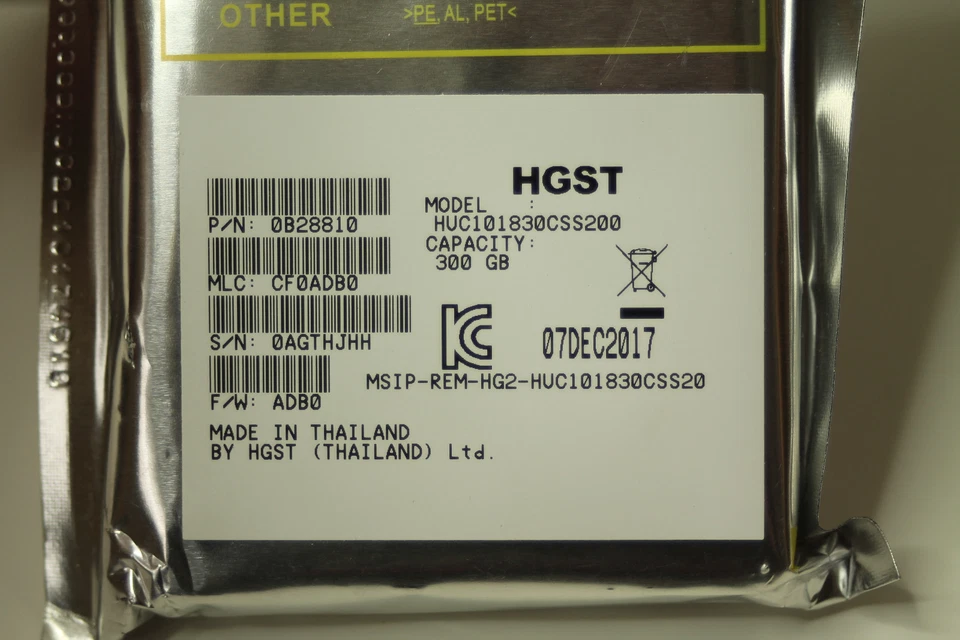 OTHER >PE, AL, PET<
HGST
P/N: 0B28810
MLC: CF0ADB0
S/N: 0AGTHJHH
F/W: ADB0
MODEL :
HUC101830CSS200
CAPACITY:
300 GB
07DEC2017
MSIP-REM-HG2-HUC101830CSS20
MADE IN THAILAND
BY HGST (THAILAND) Ltd.